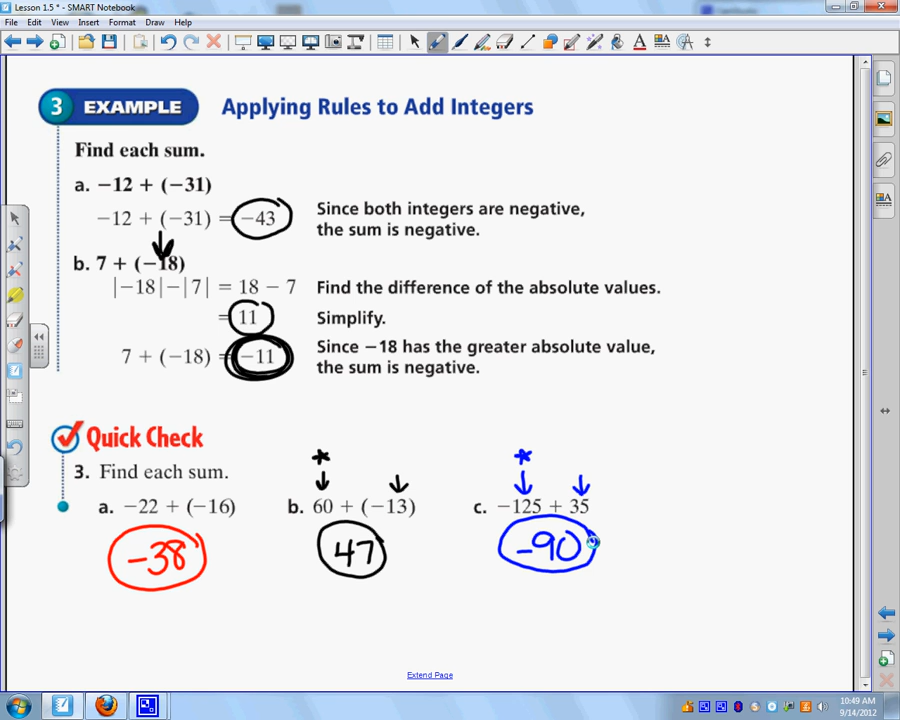 Lesson 1.5 * - SMART Notebook
File Edit View Insert Format Draw Help
3 EXAMPLE Applying Rules to Add Integers
Find each sum.
a. −12 + (−31)
−12 + (−31) = −43 Since both integers are negative,
the sum is negative.
b. 7 + (−18)
|−18|−|7| = 18 − 7 Find the difference of the absolute values.
= 11 Simplify.
7 + (−18) = −11 Since −18 has the greater absolute value,
the sum is negative.
Quick Check
3. Find each sum.
* *
a. −22 + (−16) b. 60 + (−13) c. −125 + 35
-38 47 -90
Extend Page
10:49 AM
9/14/2012